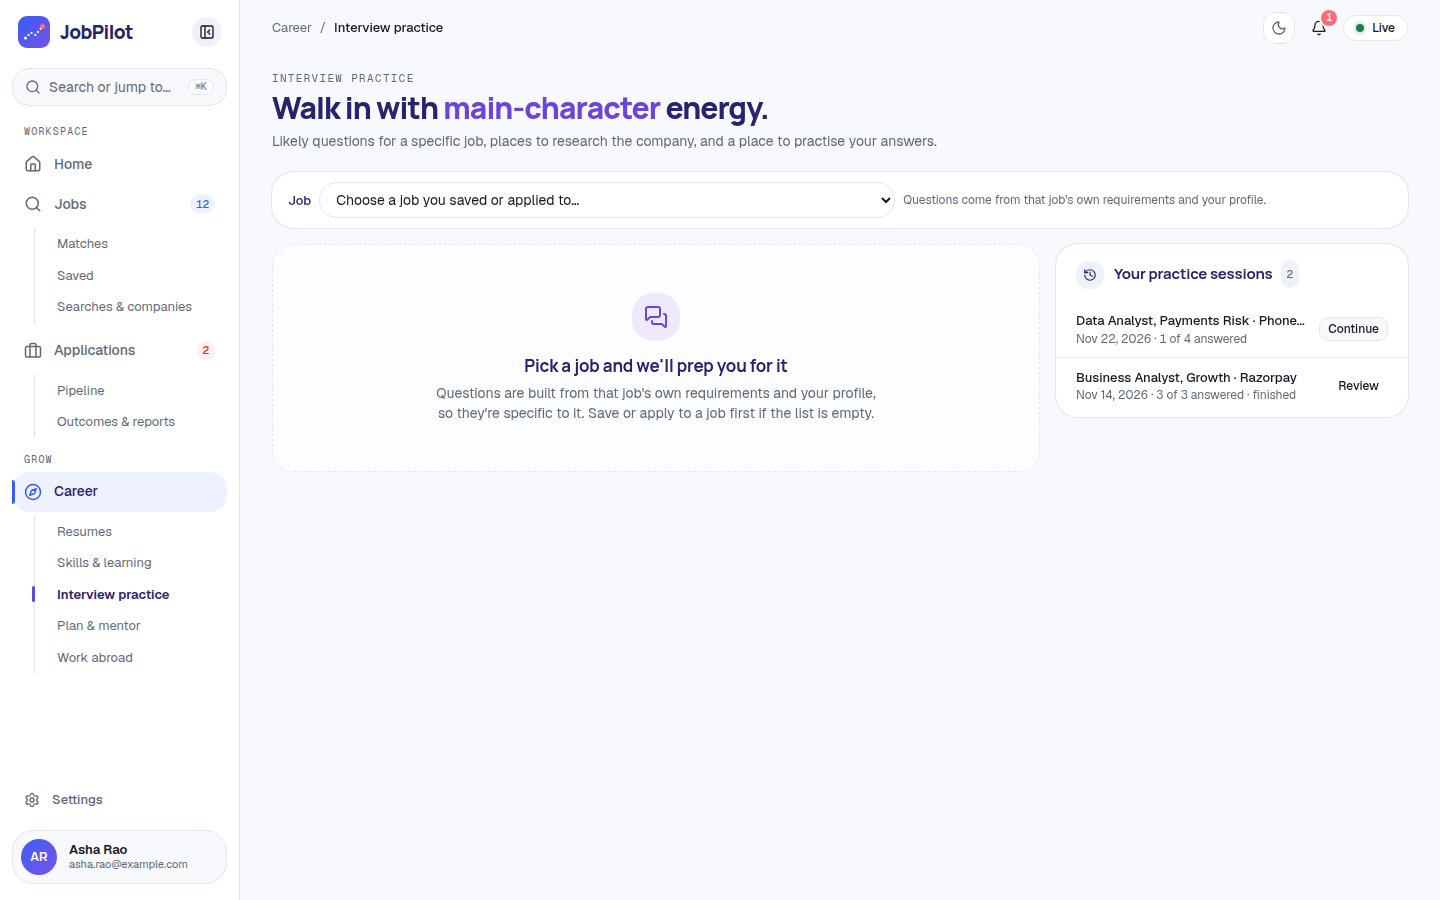 JobPilot
Search or jump to...
⌘K
WORKSPACE
Home
Jobs
12
Matches
Saved
Searches & companies
Applications
2
Pipeline
Outcomes & reports
GROW
Career
Resumes
Skills & learning
Interview practice
Plan & mentor
Work abroad
Settings
AR
Asha Rao
asha.rao@example.com
Career / Interview practice
1
Live
INTERVIEW PRACTICE
Walk in with main-character energy.
Likely questions for a specific job, places to research the company, and a place to practise your answers.
Job
Choose a job you saved or applied to...
Questions come from that job's own requirements and your profile.
Pick a job and we'll prep you for it
Questions are built from that job's own requirements and your profile,
so they're specific to it. Save or apply to a job first if the list is empty.
Your practice sessions 2
Data Analyst, Payments Risk · Phone...
Nov 22, 2026 · 1 of 4 answered
Continue
Business Analyst, Growth · Razorpay
Nov 14, 2026 · 3 of 3 answered · finished
Review